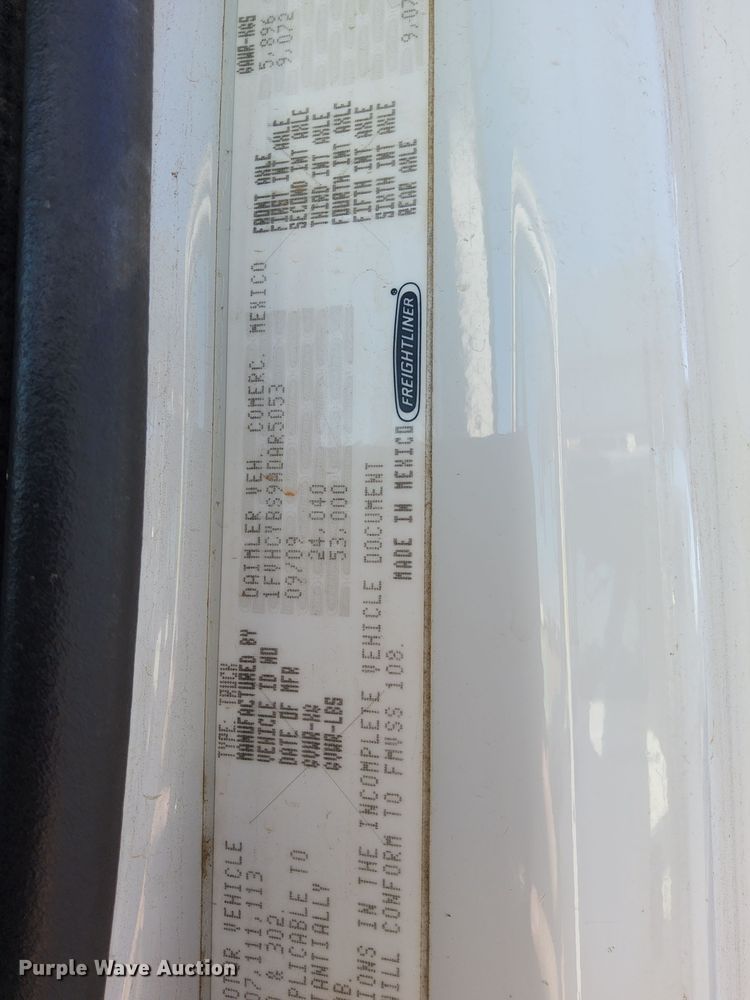 OTOR VEHICLE
07,111,113
& 302.
PLICABLE TO
TANTIALLY
IONS IN THE INCOMPLETE VEHICLE DOCUMENT
WILL CONFORM TO FMVSS 108.
TYPE: TRUCK
MANUFACTURED BY DAIMLER VEH. COMERC. MEXICO
VEHICLE ID NO
DATE OF MFR 09/09
GVWR-KG 24,040
GVWR-LBS 53,000
MADE IN MEXICO FREIGHTLINER®
GAWR-KGS
FRONT AXLE 5,896
FIRST INT AXLE 9,072
SECOND INT AXLE
THIRD INT AXLE
FOURTH INT AXLE
FIFTH INT AXLE
SIXTH INT AXLE
REAR AXLE 9,07
Purple Wave Auction